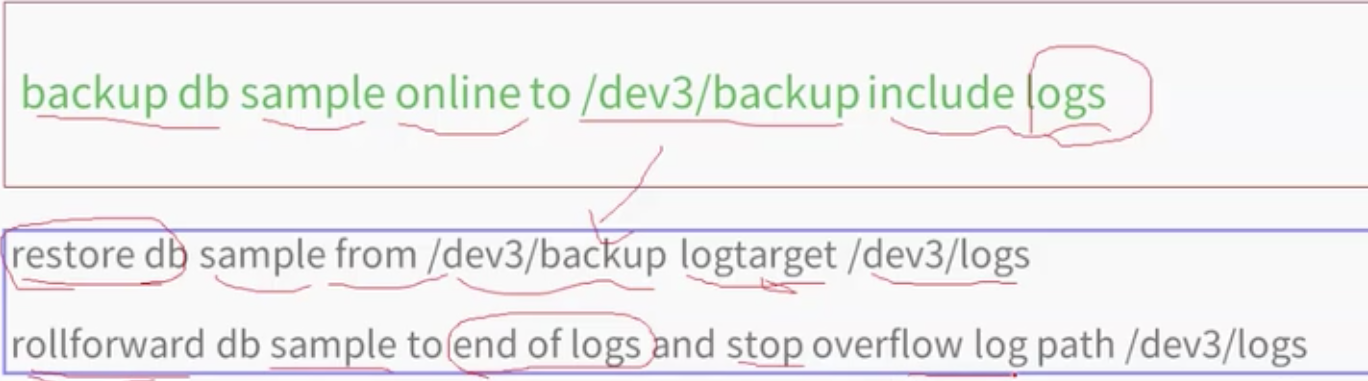 backup db sample online to /dev3/backup include logs
restore db sample from /dev3/backup logtarget /dev3/logs
rollforward db sample to end of logs and stop overflow log path /dev3/logs